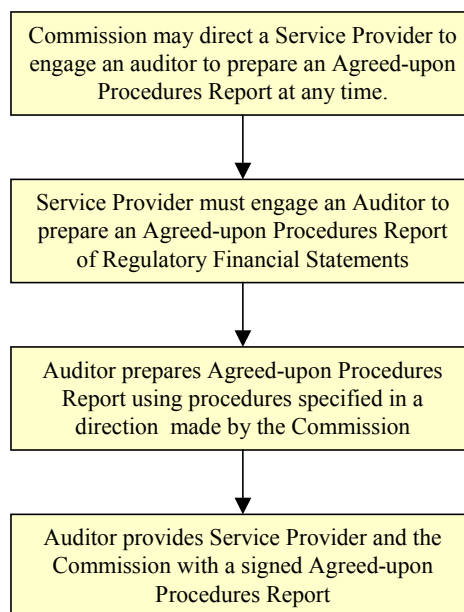 Commission may direct a Service Provider to
engage an auditor to prepare an Agreed-upon
Procedures Report at any time.
Service Provider must engage an Auditor to
prepare an Agreed-upon Procedures Report
of Regulatory Financial Statements
Auditor prepares Agreed-upon Procedures
Report using procedures specified in a
direction made by the Commission
Auditor provides Service Provider and the
Commission with a signed Agreed-upon
Procedures Report